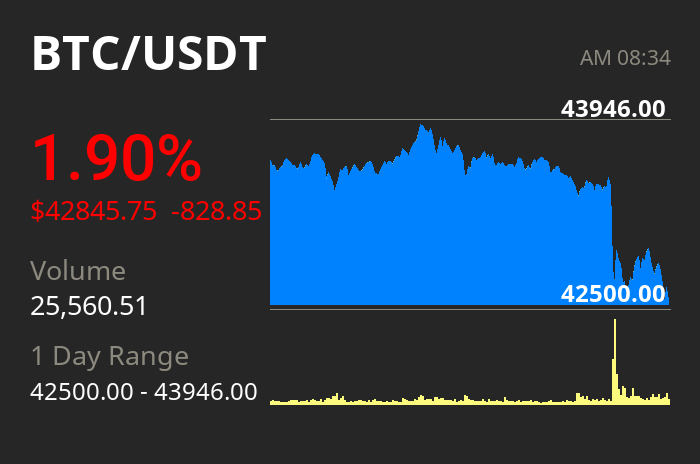 BTC/USDT
AM 08:34
43946.00
1.90%
$42845.75 -828.85
Volume
42500.00
25,560.51
1 Day Range
42500.00 - 43946.00